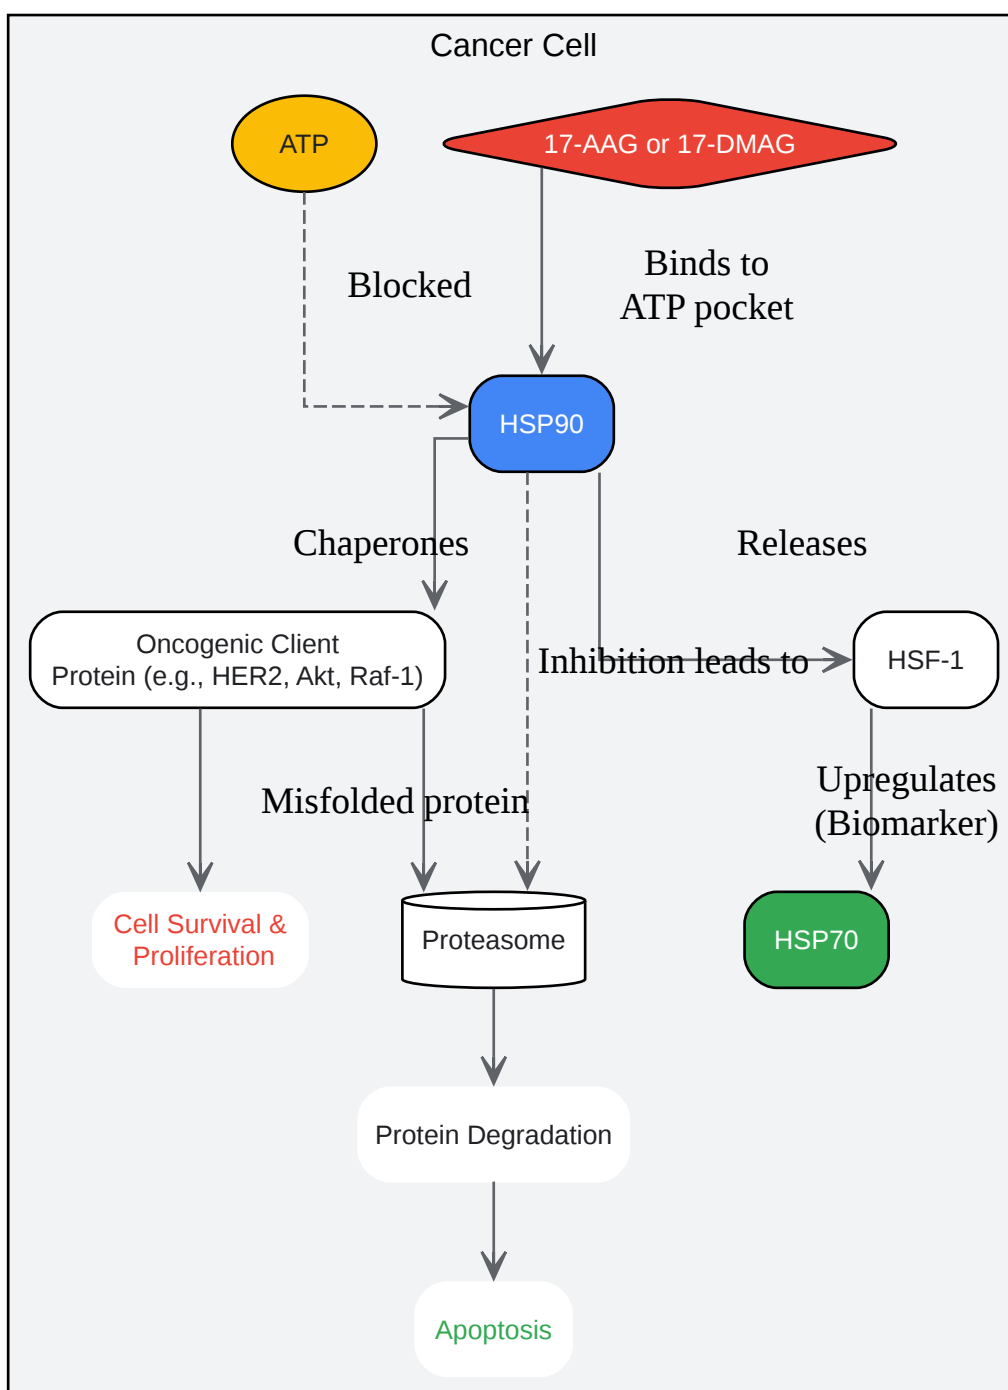 Cancer Cell
ATP
17-AAG or 17-DMAG
Blocked
Binds to
ATP pocket
HSP90
Chaperones
Releases
Oncogenic Client
Protein (e.g., HER2, Akt, Raf-1)
Inhibition leads to
HSF-1
Misfolded protein
Upregulates
(Biomarker)
Cell Survival &
Proliferation
Proteasome
HSP70
Protein Degradation
Apoptosis